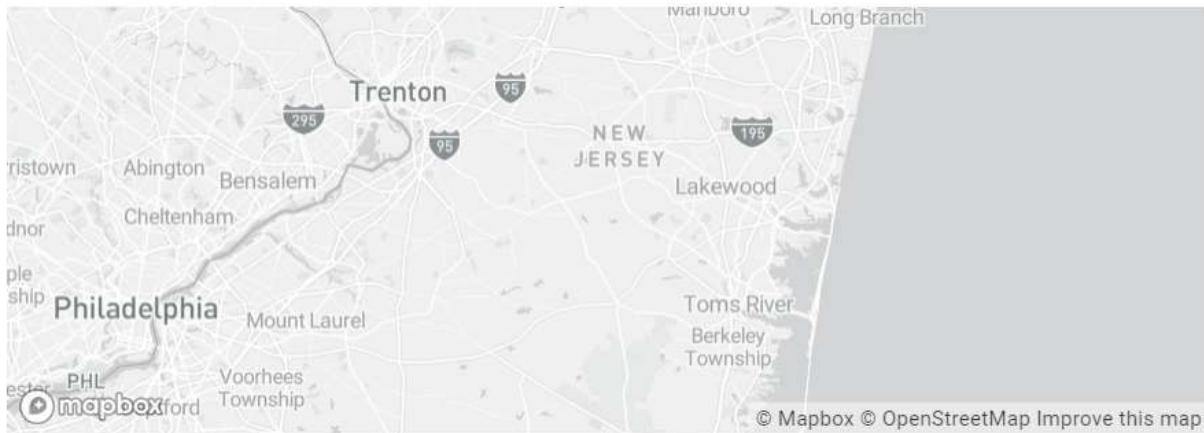 Marlboro
Long Branch
Trenton
95
295
195
NEW
JERSEY
95
Abington
Bensalem
Lakewood
Cheltenham
Philadelphia
Toms River
Mount Laurel
Berkeley
Township
PHL
Voorhees
Township
mapbox
© Mapbox © OpenStreetMap Improve this map